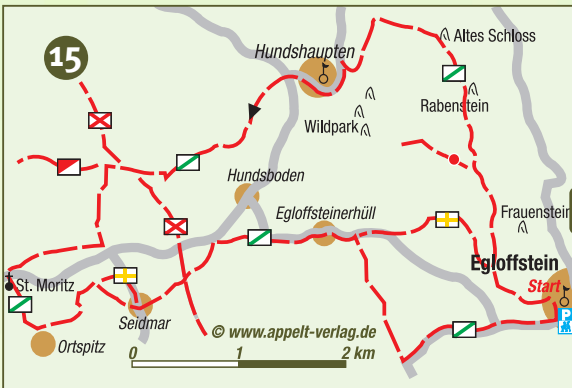 15
Hundshaupten
Altes Schloss
Rabenstein
Wildpark
Hundsboden
Egloffsteinerhüll
Frauenstein
Egloffstein
Start
P
St. Moritz
Seidmar
Ortspitz
© www.appelt-verlag.de
0 1 2 km